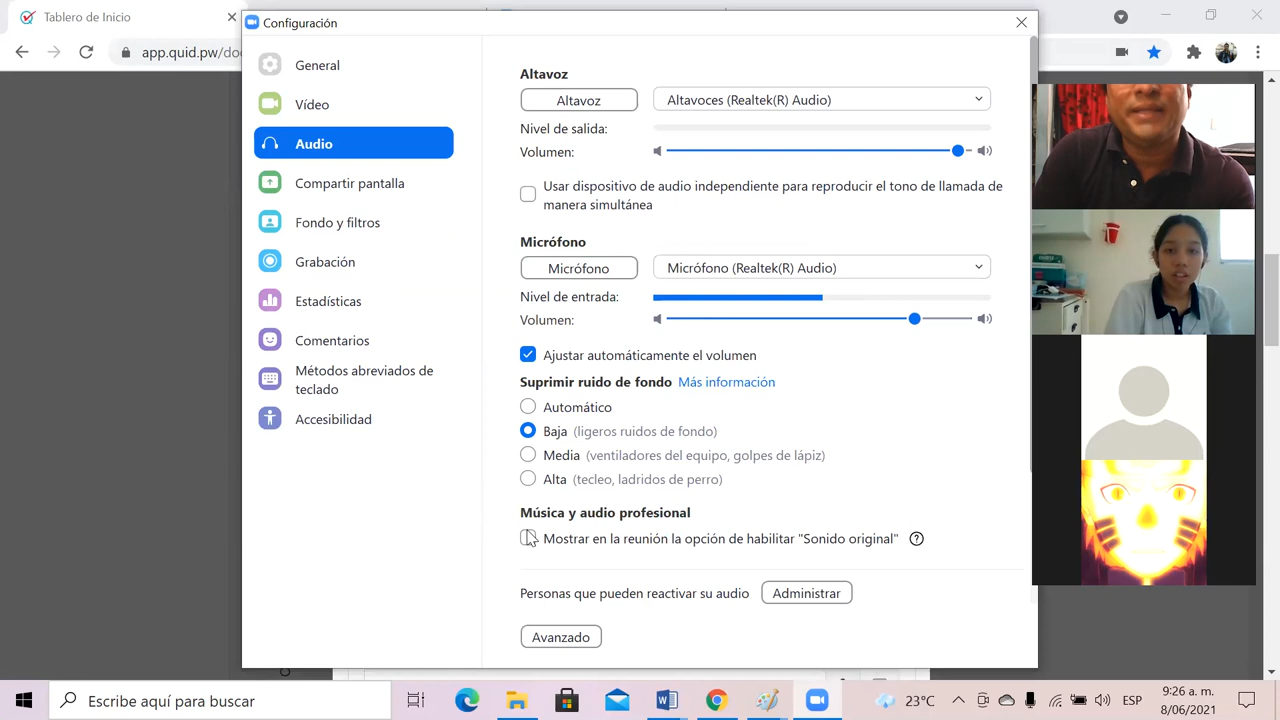 Tablero de Inicio
Configuración
app.quid.pw/do
General
Vídeo
Audio
Compartir pantalla
Fondo y filtros
Grabación
Estadísticas
Comentarios
Métodos abreviados de
teclado
Accesibilidad
Altavoz
Altavoz
Altavoces (Realtek(R) Audio)
Nivel de salida:
Volumen:
Usar dispositivo de audio independiente para reproducir el tono de llamada de
manera simultánea
Micrófono
Micrófono
Micrófono (Realtek(R) Audio)
Nivel de entrada:
Volumen:
Ajustar automáticamente el volumen
Suprimir ruido de fondo Más información
Automático
Baja (ligeros ruidos de fondo)
Media (ventiladores del equipo, golpes de lápiz)
Alta (tecleo, ladridos de perro)
Música y audio profesional
Mostrar en la reunión la opción de habilitar "Sonido original"
Personas que pueden reactivar su audio Administrar
Avanzado
Escribe aquí para buscar
23°C
ESP
9:26 a. m.
8/06/2021